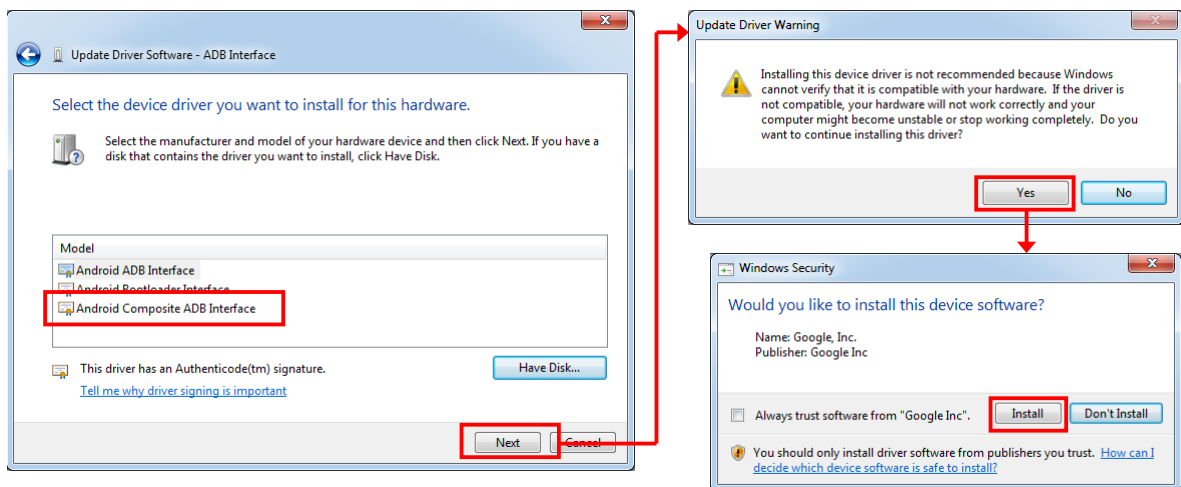 Update Driver Software - ADB Interface
Select the device driver you want to install for this hardware.
Select the manufacturer and model of your hardware device and then click Next. If you have a
disk that contains the driver you want to install, click Have Disk.
Model
Android ADB Interface
Android Bootloader Interface
Android Composite ADB Interface
This driver has an Authenticode(tm) signature.
Tell me why driver signing is important
Have Disk...
Next
Cancel
Update Driver Warning
Installing this device driver is not recommended because Windows
cannot verify that it is compatible with your hardware. If the driver is
not compatible, your hardware will not work correctly and your
computer might become unstable or stop working completely. Do you
want to continue installing this driver?
Yes
No
Windows Security
Would you like to install this device software?
Name: Google, Inc.
Publisher: Google Inc
Always trust software from "Google Inc".
Install
Don't Install
You should only install driver software from publishers you trust. How can I
decide which device software is safe to install?